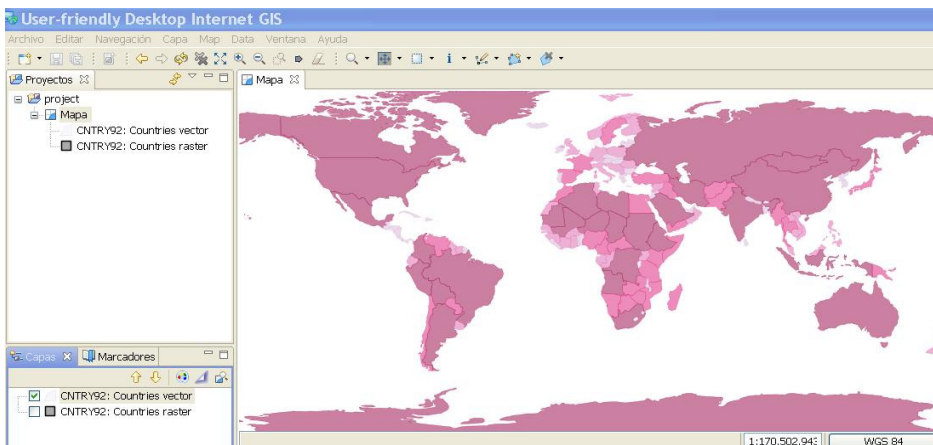 User-friendly Desktop Internet GIS
Archivo Editar Navegación Capa Map Data Ventana Ayuda
Proyectos
Mapa
project
Mapa
CNTRY92: Countries vector
CNTRY92: Countries raster
Capas Marcadores
CNTRY92: Countries vector
CNTRY92: Countries raster
WGS 84